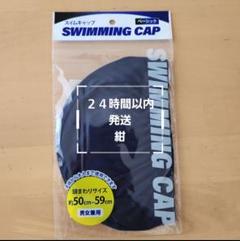 スイムキャップ
ベーシック
SWIMMING CAP
SWIMMING CAP
24時間以内
発送
紺
頭まわりサイズ
約50cm~59cm
男女兼用